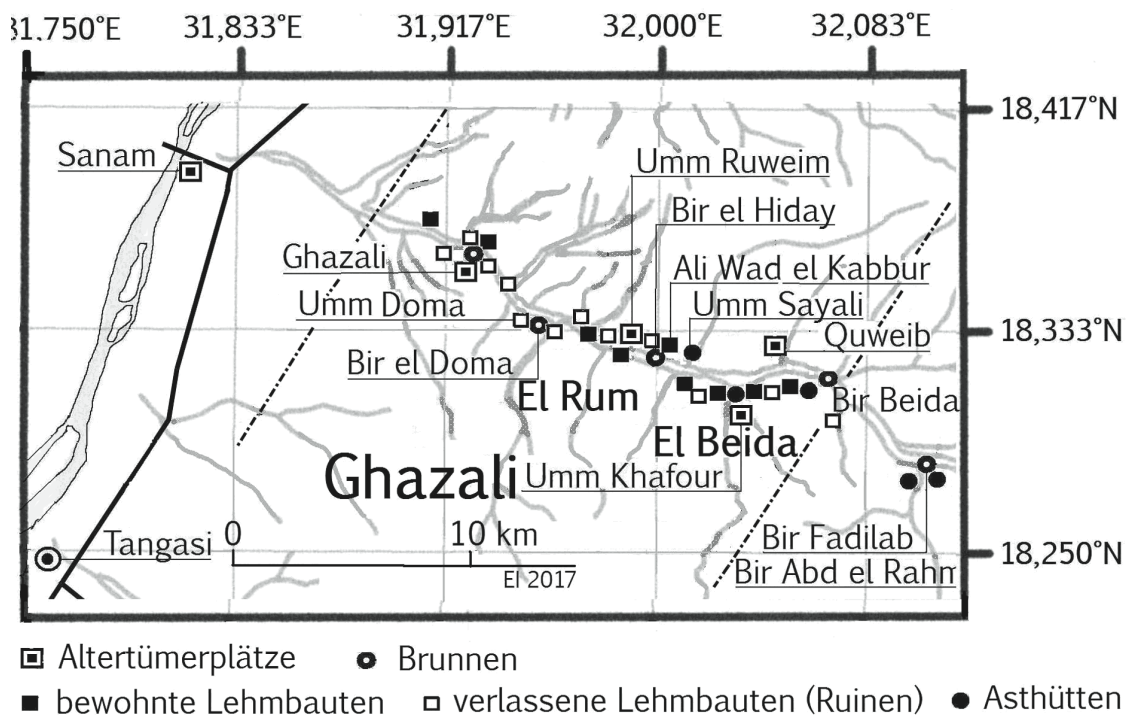 31,750°E 31,833°E 31,917°E 32,000°E 32,083°E
18,417°N
Sanam
Umm Ruweim
Bir el Hiday
Ghazali
Ali Wad el Kabbur
Umm Doma
Umm Sayali
18,333°N
Quweib
Bir el Doma
El Rum
Bir Beida
El Beida
Ghazali
Umm Khafour
0 10 km
Tangasi
Bir Fadilab
18,250°N
EI 2017
Bir Abd el Rahm
Altertümerplätze Brunnen
bewohnte Lehmbauten verlassene Lehmbauten (Ruinen) Asthütten